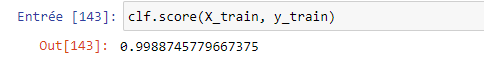 Entrée [143]: clf.score(X_train, y_train)
Out[143]: 0.9988745779667375